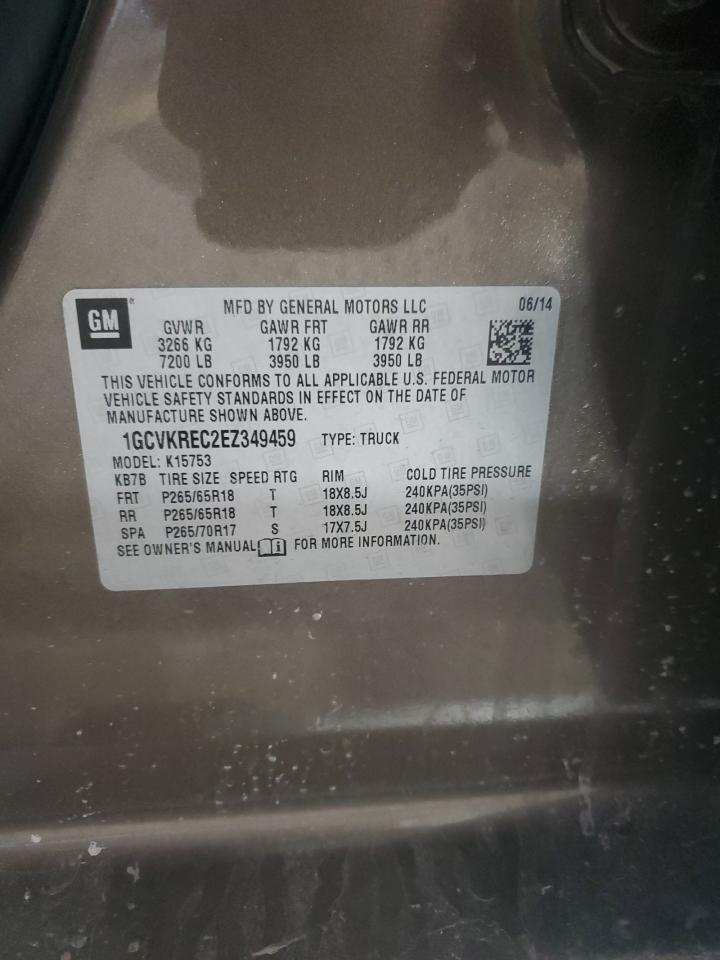 GM ® MFD BY GENERAL MOTORS LLC 06/14
GVWR GAWR FRT GAWR RR
3266 KG 1792 KG 1792 KG
7200 LB 3950 LB 3950 LB
THIS VEHICLE CONFORMS TO ALL APPLICABLE U.S. FEDERAL MOTOR
VEHICLE SAFETY STANDARDS IN EFFECT ON THE DATE OF
MANUFACTURE SHOWN ABOVE.
1GCVKREC2EZ349459 TYPE: TRUCK
MODEL: K15753
KB7B TIRE SIZE SPEED RTG RIM COLD TIRE PRESSURE
FRT P265/65R18 T 18X8.5J 240KPA(35PSI)
RR P265/65R18 T 18X8.5J 240KPA(35PSI)
SPA P265/70R17 S 17X7.5J 240KPA(35PSI)
SEE OWNER'S MANUAL i FOR MORE INFORMATION.